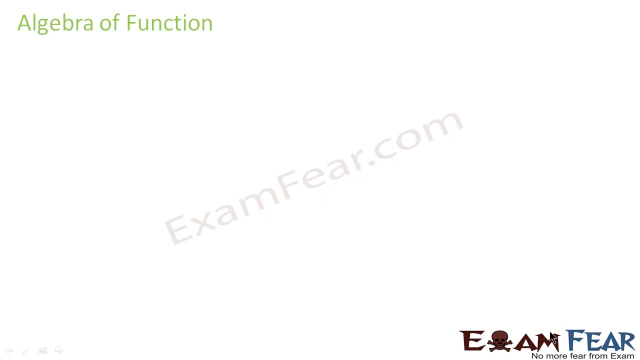 Algebra of Function
ExamFear.com
EXAM FEAR
No more fear from Exam